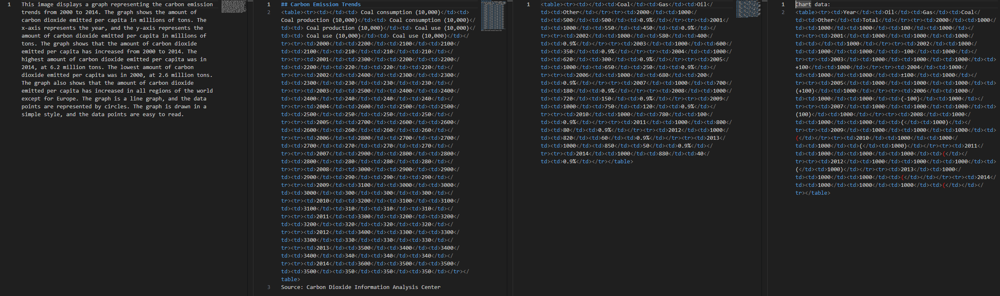 1 This image displays a graph representing the carbon emission
trends from 2000 to 2014. The graph shows the amount of
carbon dioxide emitted per capita in millions of tons. The
x-axis represents the year, and the y-axis represents the
amount of carbon dioxide emitted per capita in millions of
tons. The graph shows that the amount of carbon dioxide
emitted per capita has increased from 2000 to 2014. The
highest amount of carbon dioxide emitted per capita was in
2014, at 6.2 million tons. The lowest amount of carbon
dioxide emitted per capita was in 2000, at 2.6 million tons.
The graph also shows that the amount of carbon dioxide
emitted per capita has increased in all regions of the world
except for Europe. The graph is a line graph, and the data
points are represented by circles. The graph is drawn in a
simple style, and the data points are easy to read.
1 ## Carbon Emission Trends
2 <table><tr><td></td><td> Coal consumption (10,000)</td><td>
Coal production (10,000)</td><td> Coal consumption (10,000)</
td><td> Coal production (10,000)</td><td> Coal use (10,000)</
td><td> Coal use (10,000)</td><td> Coal use (10,000)</td></
tr><tr><td>2000</td><td>2200</td><td>2100</td><td>2100</
td><td>2100</td><td>210</td><td>210</td><td>210</td></
tr><tr><td>2001</td><td>2300</td><td>2200</td><td>2200</
td><td>2200</td><td>220</td><td>220</td><td>220</td></
tr><tr><td>2002</td><td>2400</td><td>2300</td><td>2300</
td><td>2300</td><td>230</td><td>230</td><td>230</td></
tr><tr><td>2003</td><td>2500</td><td>2400</td><td>2400</
td><td>2400</td><td>240</td><td>240</td><td>240</td></
tr><tr><td>2004</td><td>2600</td><td>2500</td><td>2500</
td><td>2500</td><td>250</td><td>250</td><td>250</td></
tr><tr><td>2005</td><td>2700</td><td>2600</td><td>2600</
td><td>2600</td><td>260</td><td>260</td><td>260</td></
tr><tr><td>2006</td><td>2800</td><td>2700</td><td>2700</
td><td>2700</td><td>270</td><td>270</td><td>270</td></
tr><tr><td>2007</td><td>2900</td><td>2800</td><td>2800</
td><td>2800</td><td>280</td><td>280</td><td>280</td></
tr><tr><td>2008</td><td>3000</td><td>2900</td><td>2900</
td><td>2900</td><td>290</td><td>290</td><td>290</td></
tr><tr><td>2009</td><td>3100</td><td>3000</td><td>3000</
td><td>3000</td><td>300</td><td>300</td><td>300</td></
tr><tr><td>2010</td><td>3200</td><td>3100</td><td>3100</
td><td>3100</td><td>310</td><td>310</td><td>310</td></
tr><tr><td>2011</td><td>3300</td><td>3200</td><td>3200</
td><td>3200</td><td>320</td><td>320</td><td>320</td></
tr><tr><td>2012</td><td>3400</td><td>3300</td><td>3300</
td><td>3300</td><td>330</td><td>330</td><td>330</td></
tr><tr><td>2013</td><td>3500</td><td>3400</td><td>3400</
td><td>3400</td><td>340</td><td>340</td><td>340</td></
tr><tr><td>2014</td><td>3600</td><td>3500</td><td>3500</
td><td>3500</td><td>350</td><td>350</td><td>350</td></tr></
table>
3 Source: Carbon Dioxide Information Analysis Center
1 <table><tr><td></td><td>Coal</td><td>Gas</td><td>Oil</
td><td>Other</td></tr><tr><td>2000</td><td>1000</
td><td>500</td><td>500</td><td>0.9%</td></tr><tr><td>2001</
td><td>1000</td><td>550</td><td>450</td><td>0.9%</td></
tr><tr><td>2002</td><td>1000</td><td>580</td><td>400</
td><td>0.9%</td></tr><tr><td>2003</td><td>1000</td><td>600</
td><td>350</td><td>0.9%</td></tr><tr><td>2004</td><td>1000</
td><td>620</td><td>300</td><td>0.9%</td></tr><tr><td>2005</
td><td>1000</td><td>650</td><td>250</td><td>0.9%</td></
tr><tr><td>2006</td><td>1000</td><td>680</td><td>200</
td><td>0.9%</td></tr><tr><td>2007</td><td>1000</td><td>700</
td><td>180</td><td>0.9%</td></tr><tr><td>2008</td><td>1000</
td><td>720</td><td>150</td><td>0.9%</td></tr><tr><td>2009</
td><td>1000</td><td>750</td><td>120</td><td>0.9%</td></
tr><tr><td>2010</td><td>1000</td><td>780</td><td>100</
td><td>0.9%</td></tr><tr><td>2011</td><td>1000</td><td>800</
td><td>80</td><td>0.9%</td></tr><tr><td>2012</td><td>1000</
td><td>820</td><td>60</td><td>0.9%</td></tr><tr><td>2013</
td><td>1000</td><td>850</td><td>50</td><td>0.9%</td></
tr><tr><td>2014</td><td>1000</td><td>880</td><td>40</
td><td>0.9%</td></tr></table>
1 Chart data:
2 <table><tr><td>Year</td><td>Oil</td><td>Gas</td><td>Coal</
td><td>Other</td><td>Total</td></tr><tr><td>2000</td><td>1000</
td><td>1000</td><td>1000</td><td>100</td><td>1000</td></
tr><tr><td>2001</td><td>1000</td><td>1000</td><td>1000</
td><td></td><td>1000</td></tr><tr><td>2002</td><td>1000</
td><td>1000</td><td>1000</td><td>-100</td><td>1000</td></
tr><tr><td>2003</td><td>1000</td><td>1000</td><td>1000</td><td>
+100</td><td>1000</td></tr><tr><td>2004</td><td>1000</
td><td>1000</td><td>1000</td><td>±100</td><td>1000</td></
tr><tr><td>2005</td><td>1000</td><td>1000</td><td>1000</td><td>
(+100)</td><td>1000</td></tr><tr><td>2006</td><td>1000</
td><td>1000</td><td>1000</td><td>(-100)</td><td>1000</td></
tr><tr><td>2007</td><td>1000</td><td>1000</td><td>1000</td><td>
(100)</td><td>1000</td></tr><tr><td>2008</td><td>1000</
td><td>1000</td><td>1000</td><td>(</td><td>1000)</td></
tr><tr><td>2009</td><td>1000</td><td>1000</td><td>1000</td><td>
(</td></tr><tr><td>2010</td><td>1000</td><td>1000</
td><td>1000</td><td>(</td><td>1000)</td></tr><tr><td>2011</
td><td>1000</td><td>1000</td><td>1000</td><td>(</td></
tr><tr><td>2012</td><td>1000</td><td>1000</td><td>1000</td><td>
(</td><td>1000)</td></tr><tr><td>2013</td><td>1000</
td><td>1000</td><td>1000</td><td>(</td></td></tr><tr><td>2014</
td><td>1000</td><td>1000</td><td>1000</td><td>(</td></td></
tr></table>